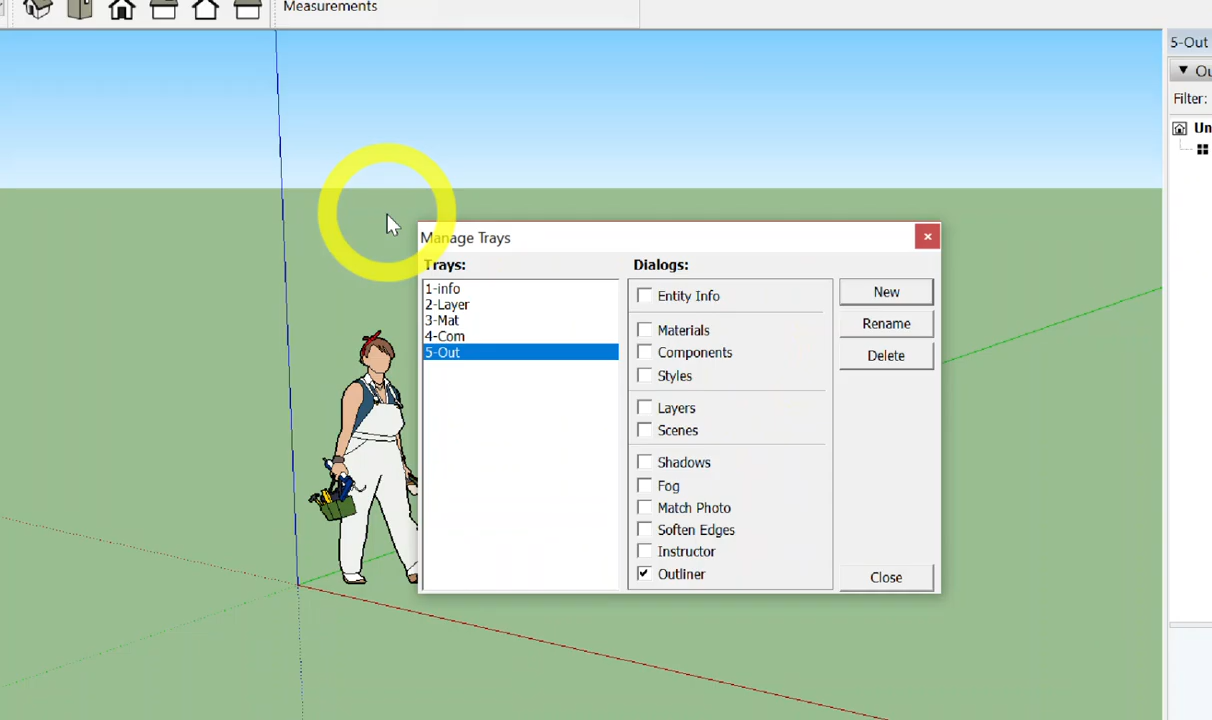 Measurements
5-Out
Filter:
Manage Trays
Trays:
1-info
2-Layer
3-Mat
4-Com
5-Out
Dialogs:
Entity Info
Materials
Components
Styles
Layers
Scenes
Shadows
Fog
Match Photo
Soften Edges
Instructor
Outliner
New
Rename
Delete
Close